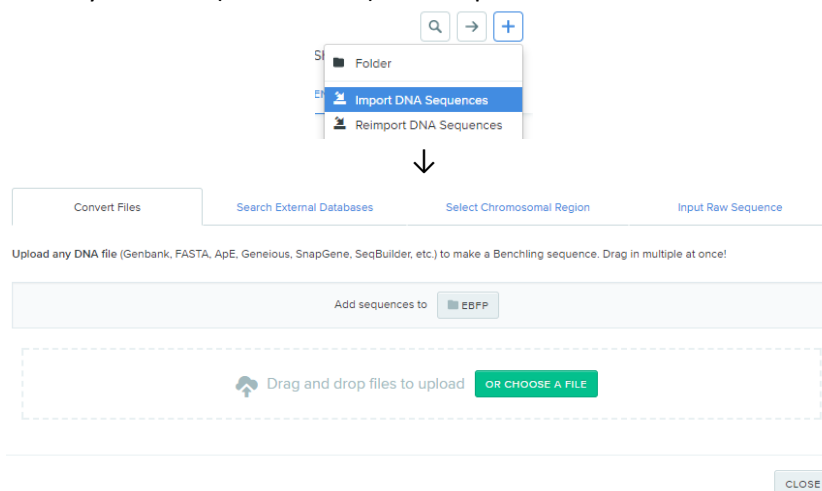 Folder
Import DNA Sequences
Reimport DNA Sequences
Convert Files
Search External Databases
Select Chromosomal Region
Input Raw Sequence
Upload any DNA file (Genbank, FASTA, ApE, Geneious, SnapGene, SeqBuilder, etc.) to make a Benchling sequence. Drag in multiple at once!
Add sequences to EBFP
Drag and drop files to upload OR CHOOSE A FILE
CLOSE